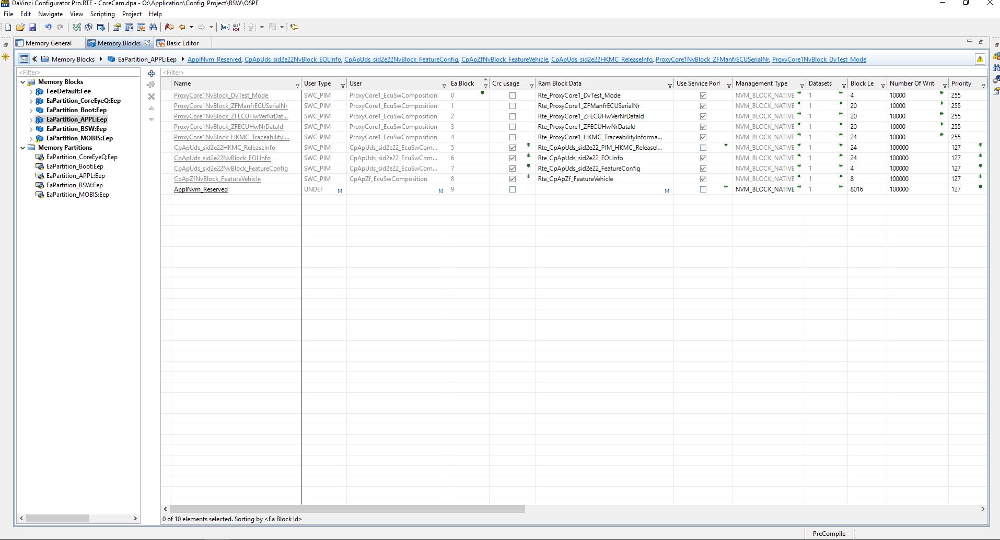 DaVinci Configurator Pro.RTE - CoreCam.dpa - O:\Application\Config_Project\BSW\OSPE
File Edit Navigate View Scripting Project Help
Memory General Memory Blocks Basic Editor
Memory Blocks EaPartition_APPL:Eep ApplNvm_Reserved, CpApUds_sid2e22NvBlock_EOLInfo, CpApUds_sid2e22NvBlock_FeatureConfig, CpApZfNvBlock_FeatureVehicle, CpApUds_sid2e22HKMC_ReleaseInfo, ProxyCore1NvBlock_ZFManfrECUSerialNr, ProxyCore1NvBlock_DvTest_Mode
<Filter>
Memory Blocks
FeeDefault:Fee
EaPartition_CoreEyeQ:Eep
EaPartition_Boot:Eep
EaPartition_APPL:Eep
EaPartition_BSW:Eep
EaPartition_MOBIS:Eep
Memory Partitions
EaPartition_CoreEyeQ:Eep
EaPartition_Boot:Eep
EaPartition_APPL:Eep
EaPartition_BSW:Eep
EaPartition_MOBIS:Eep
<Filter>
Name User Type User Ea Block Crc usage Ram Block Data Use Service Port Management Type Datasets Block Le Number Of Write Priority
ProxyCore1NvBlock_DvTest_Mode SWC_PIM ProxyCore1_EcuSwComposition 0 * Rte_ProxyCore1_DvTest_Mode NVM_BLOCK_NATIVE * 1 * 4 10000 * 255
ProxyCore1NvBlock_ZFManfrECUSerialNr SWC_PIM ProxyCore1_EcuSwComposition 1 Rte_ProxyCore1_ZFManfrECUSerialNr NVM_BLOCK_NATIVE * 1 * 20 10000 * 255
ProxyCore1NvBlock_ZFECUHwVerNrDat... SWC_PIM ProxyCore1_EcuSwComposition 2 Rte_ProxyCore1_ZFECUHwVerNrDataId NVM_BLOCK_NATIVE * 1 * 20 10000 * 255
ProxyCore1NvBlock_ZFECUHwNrDataId SWC_PIM ProxyCore1_EcuSwComposition 3 Rte_ProxyCore1_ZFECUHwNrDataId NVM_BLOCK_NATIVE * 1 * 20 10000 * 255
ProxyCore1NvBlock_HKMC_TraceabilityI... SWC_PIM ProxyCore1_EcuSwComposition 4 Rte_ProxyCore1_HKMC_TraceabilityInforma... NVM_BLOCK_NATIVE * 1 * 24 10000 * 255
CpApUds_sid2e22HKMC_ReleaseInfo SWC_PIM CpApUds_sid2e22_EcuSwCom... 5 * Rte_CpApUds_sid2e22_PIM_HKMC_Releasel... * NVM_BLOCK_NATIVE * 1 * 24 100000 127 *
CpApUds_sid2e22NvBlock_EOLInfo SWC_PIM CpApUds_sid2e22_EcuSwCom... 6 * Rte_CpApUds_sid2e22_EOLInfo NVM_BLOCK_NATIVE * 1 * 24 100000 127 *
CpApUds_sid2e22NvBlock_FeatureConfig SWC_PIM CpApUds_sid2e22_EcuSwCom... 7 * Rte_CpApUds_sid2e22_FeatureConfig NVM_BLOCK_NATIVE * 1 * 4 100000 127 *
CpApZfNvBlock_FeatureVehicle SWC_PIM CpApZf_EcuSwComposition 8 * Rte_CpApZf_FeatureVehicle NVM_BLOCK_NATIVE * 1 * 8 100000 127 *
ApplNvm_Reserved UNDEF 9 * NVM_BLOCK_NATIVE * 1 * 8016 100000 127 *
0 of 10 elements selected. Sorting by <Ea Block Id>
PreCompile